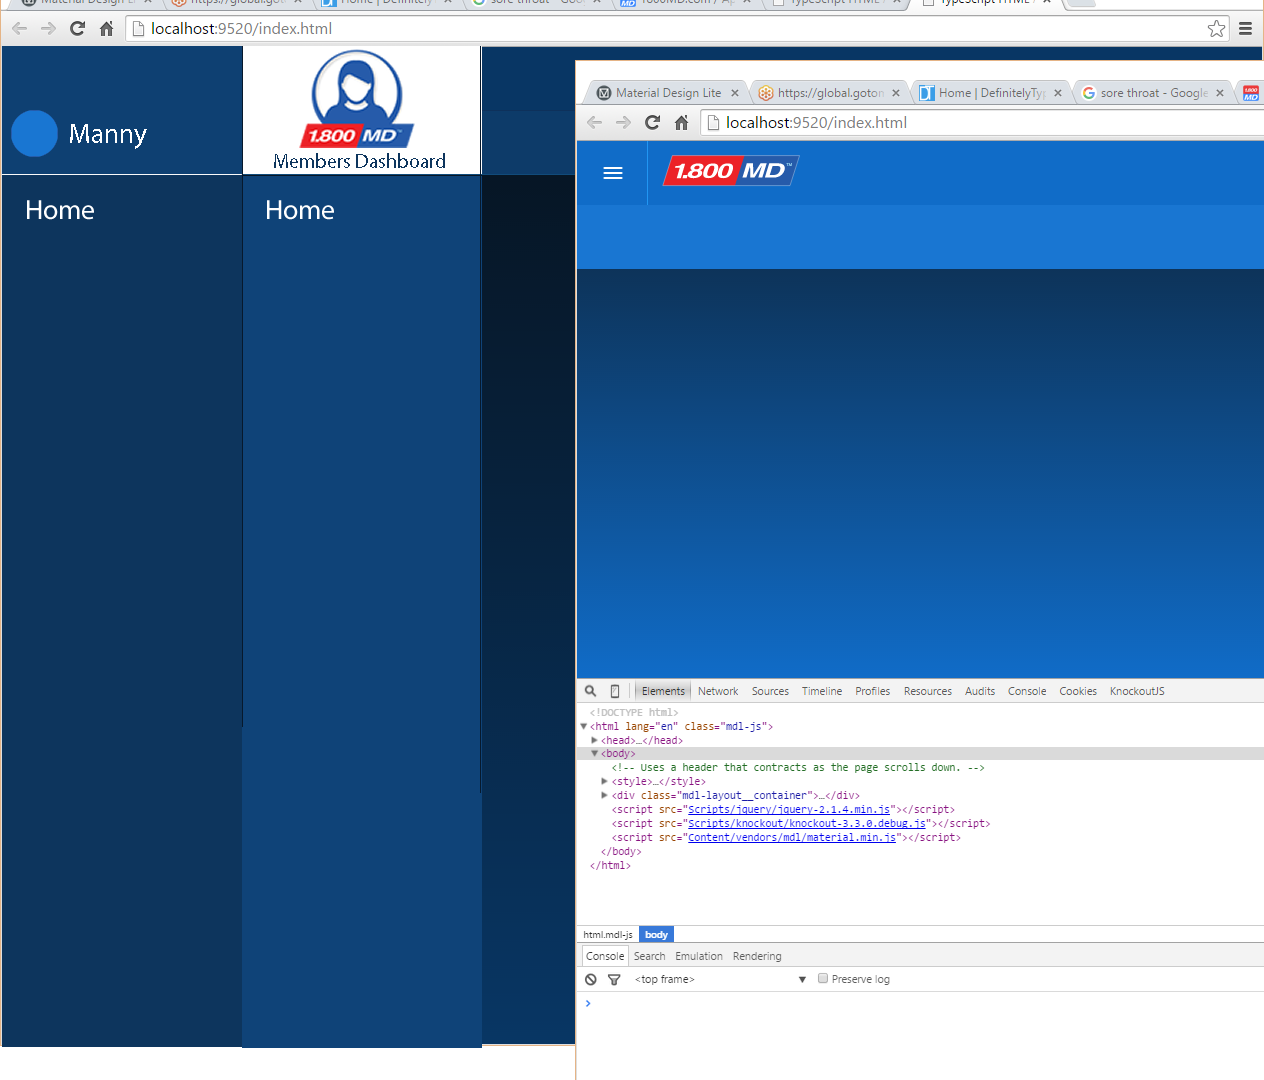 localhost:9520/index.html
Manny
1.800 MD™
Members Dashboard
Home
Home
Material Design Lite
https://global.goton
Home | DefinitelyTyp
sore throat - Google
localhost:9520/index.html
1.800 MD™
Elements Network Sources Timeline Profiles Resources Audits Console Cookies KnockoutJS
<!DOCTYPE html>
<html lang="en" class="mdl-js">
<head>…</head>
<body>
<!-- Uses a header that contracts as the page scrolls down. -->
<style>…</style>
<div class="mdl-layout__container">…</div>
<script src="Scripts/jquery/jquery-2.1.4.min.js"></script>
<script src="Scripts/knockout/knockout-3.3.0.debug.js"></script>
<script src="Content/vendors/mdl/material.min.js"></script>
</body>
</html>
html.mdl-js body
Console Search Emulation Rendering
<top frame> Preserve log